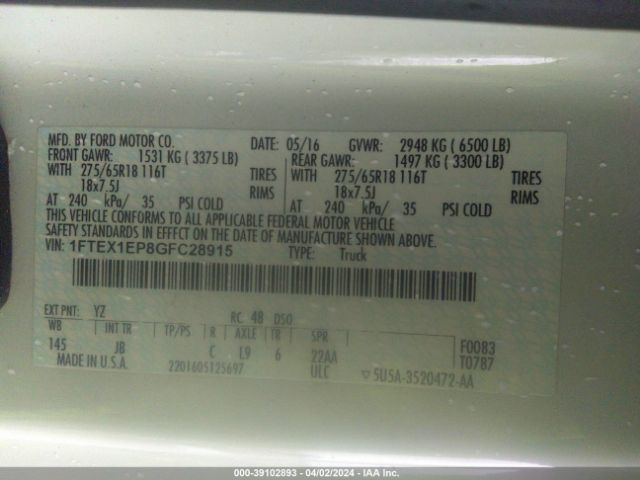 MFD. BY FORD MOTOR CO. DATE: 05/16 GVWR: 2948 KG ( 6500 LB)
FRONT GAWR: 1531 KG ( 3375 LB) REAR GAWR: 1497 KG ( 3300 LB)
WITH 275/65R18 116T TIRES WITH 275/65R18 116T TIRES
18x7.5J RIMS 18x7.5J RIMS
AT 240 kPa/ 35 PSI COLD AT 240 kPa/ 35 PSI COLD
THIS VEHICLE CONFORMS TO ALL APPLICABLE FEDERAL MOTOR VEHICLE
SAFETY STANDARDS IN EFFECT ON THE DATE OF MANUFACTURE SHOWN ABOVE.
VIN: 1FTEX1EP8GFC28915 TYPE: Truck
EXT PNT: YZ RC: 48 DSO:
WB INT TR TP/PS R AXLE TR SPR
145 JB C L9 6 22AA F0083
MADE IN U.S.A. 2201605125697 ULC T0787
▽ 5U5A-3520472-AA
000-39102893 - 04/02/2024 - IAA Inc.